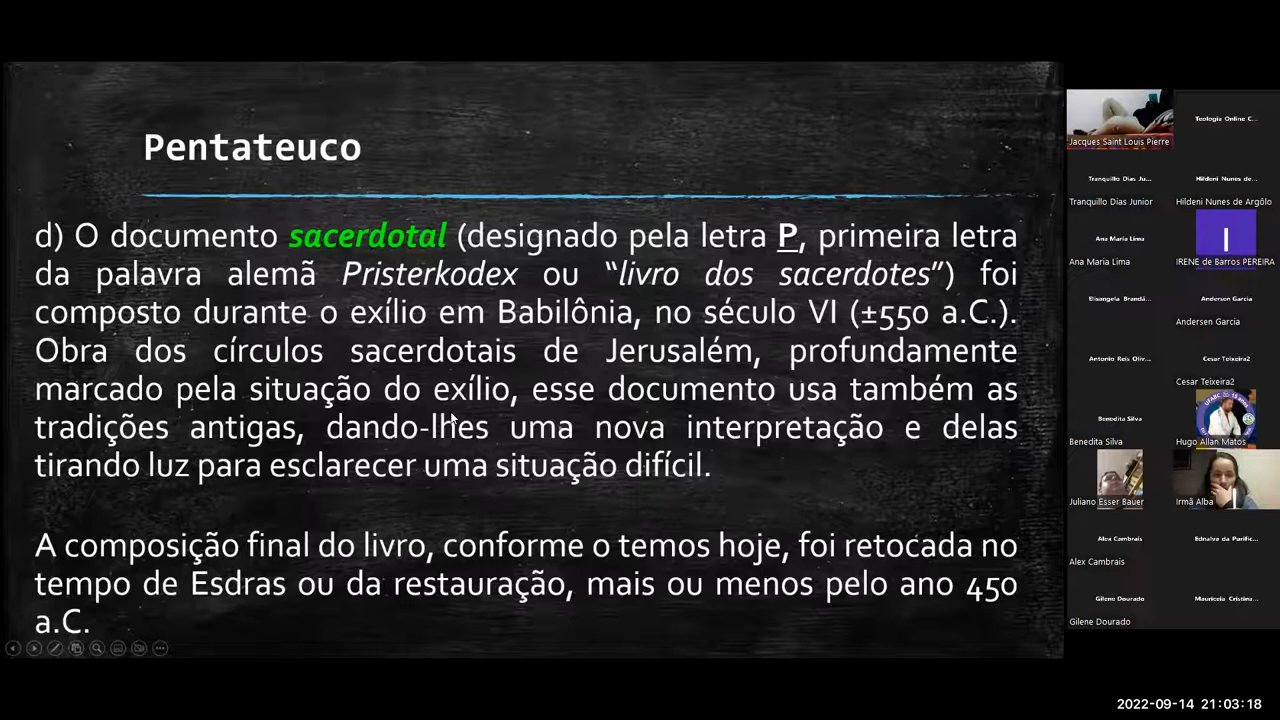 Pentateuco
d) O documento sacerdotal (designado pela letra P, primeira letra
da palavra alemã Pristerkodex ou “livro dos sacerdotes”) foi
composto durante o exílio em Babilônia, no século VI (±550 a.C.).
Obra dos círculos sacerdotais de Jerusalém, profundamente
marcado pela situação do exílio, esse documento usa também as
tradições antigas, dando-lhes uma nova interpretação e delas
tirando luz para esclarecer uma situação difícil.
A composição final do livro, conforme o temos hoje, foi retocada no
tempo de Esdras ou da restauração, mais ou menos pelo ano 450
a.C.
Jacques Saint Louis Pierre
Teologia Online C...
Tranquillo Dias Ju...
Tranquillo Dias Junior
Hildeni Nunes de...
Hildeni Nunes de Argôlo
Ana Maria Lima
Ana Maria Lima
I
IRENE de Barros PEREIRA
Elisangela Brandã...
Andersen Garcia
Andersen Garcia
Antonio Reis Oliv...
Cesar Teixeira2
Cesar Teixeira2
Benedita Silva
Benedita Silva
Hugo Allan Matos
Juliano Esser Bauer
Irmã Alba
Alex Cambrais
Alex Cambrais
Ednalva da Purific...
Gilene Dourado
Gilene Dourado
Mauriceia Cristina...
2022-09-14 21:03:18